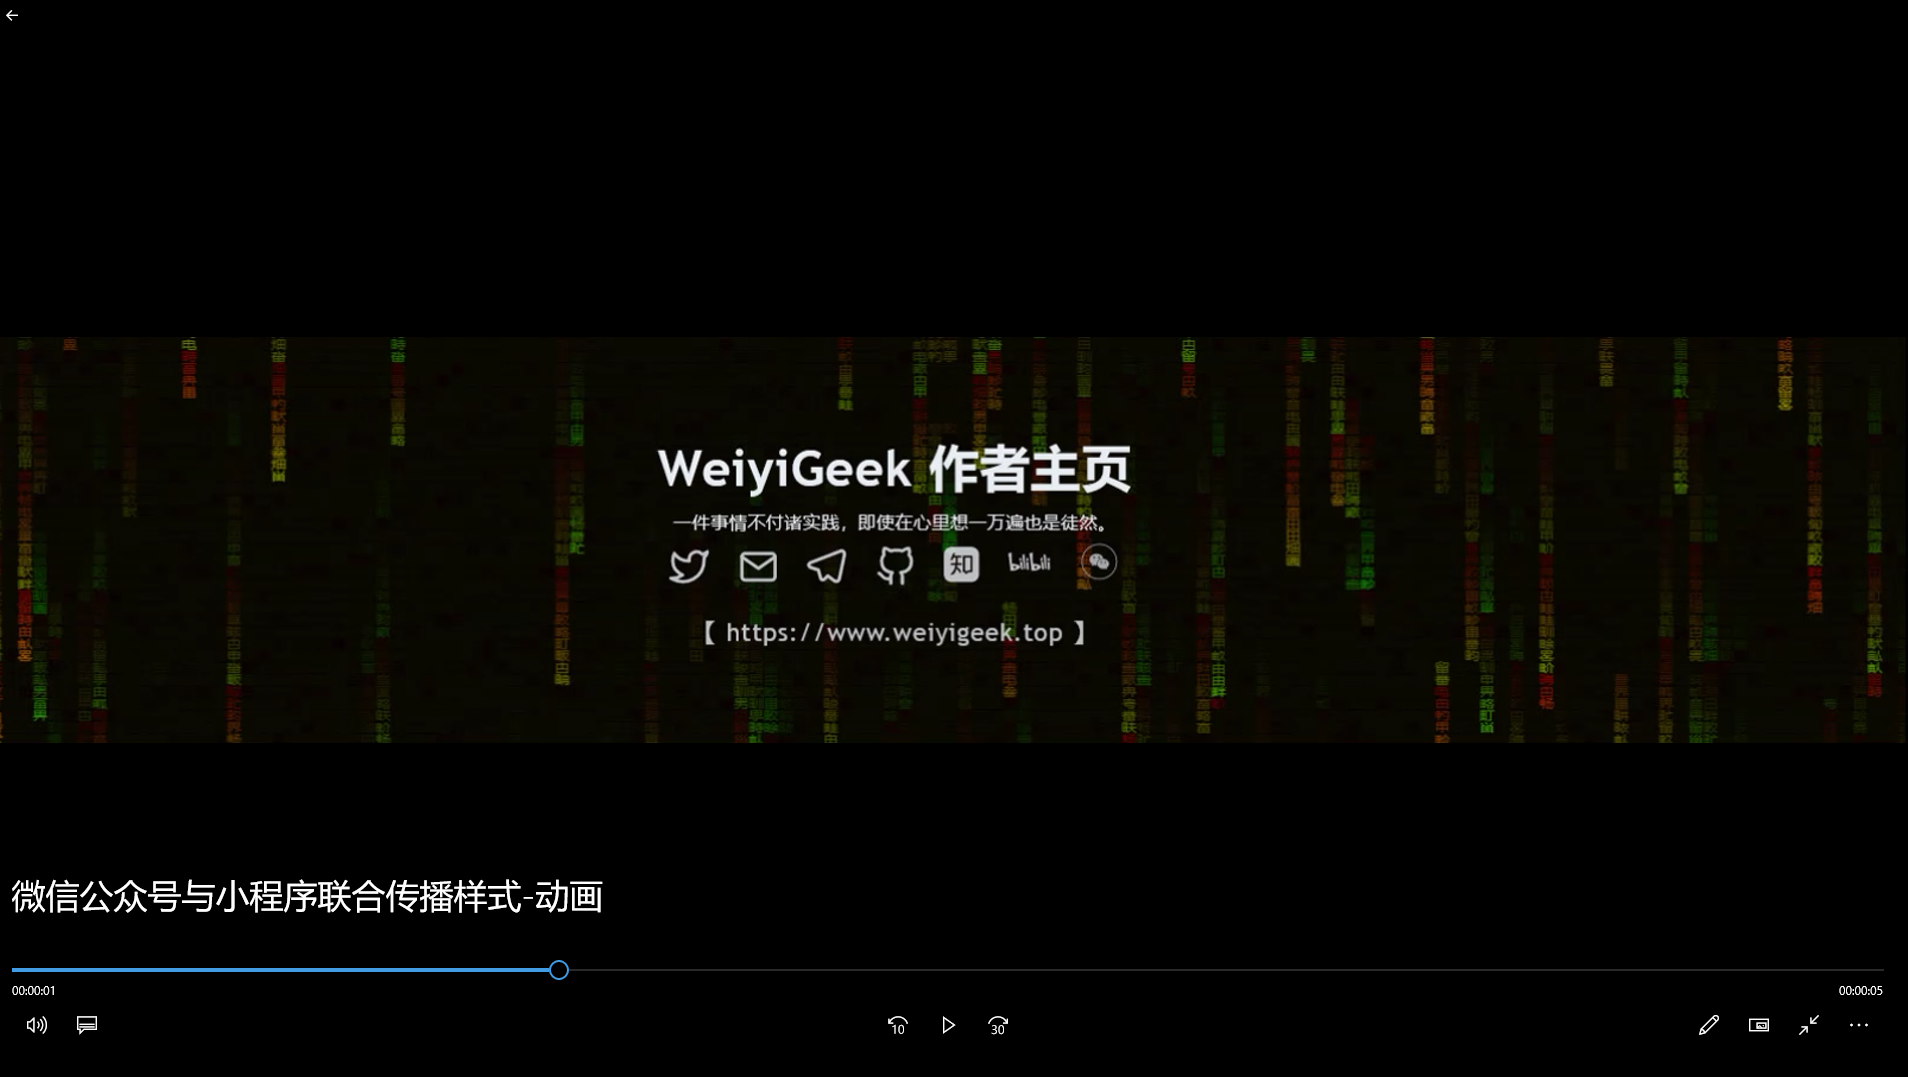 WeiyiGeek 作者主页
一件事情不付诸实践，即使在心里想一万遍也是徒然。
知 bilibili
【 https://www.weiyigeek.top 】
微信公众号与小程序联合传播样式-动画
00:00:01 00:00:05
10 30